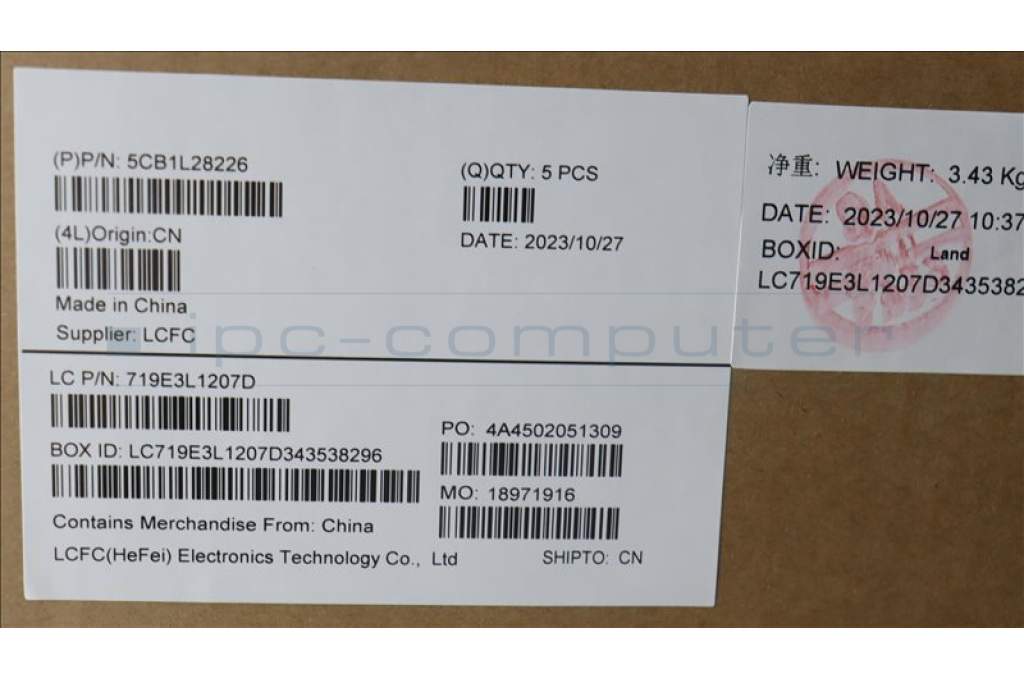 (P)P/N: 5CB1L28226
(Q)QTY: 5 PCS
(4L)Origin:CN
DATE: 2023/10/27
Made in China
Supplier: LCFC
LC P/N: 719E3L1207D
PO: 4A4502051309
BOX ID: LC719E3L1207D343538296
MO: 18971916
Contains Merchandise From: China
LCFC(HeFei) Electronics Technology Co., Ltd
SHIPTO: CN
净重: WEIGHT: 3.43 Kg
DATE: 2023/10/27 10:37
BOXID: Land
LC719E3L1207D3435382
ipc-computer